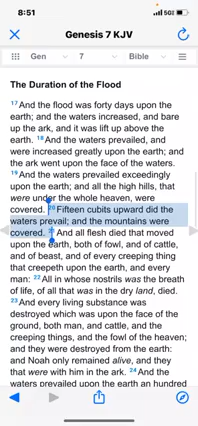 8:51 5G
Genesis 7 KJV
Gen 7 Bible
The Duration of the Flood
17 And the flood was forty days upon the
earth; and the waters increased, and bare
up the ark, and it was lift up above the
earth. 18 And the waters prevailed, and
were increased greatly upon the earth; and
the ark went upon the face of the waters.
19 And the waters prevailed exceedingly
upon the earth; and all the high hills, that
were under the whole heaven, were
covered. 20 Fifteen cubits upward did the
waters prevail; and the mountains were
covered. 21 And all flesh died that moved
upon the earth, both of fowl, and of cattle,
and of beast, and of every creeping thing
that creepeth upon the earth, and every
man: 22 All in whose nostrils was the breath
of life, of all that was in the dry land, died.
23 And every living substance was
destroyed which was upon the face of the
ground, both man, and cattle, and the
creeping things, and the fowl of the heaven;
and they were destroyed from the earth:
and Noah only remained alive, and they
that were with him in the ark. 24 And the
waters prevailed upon the earth an hundred